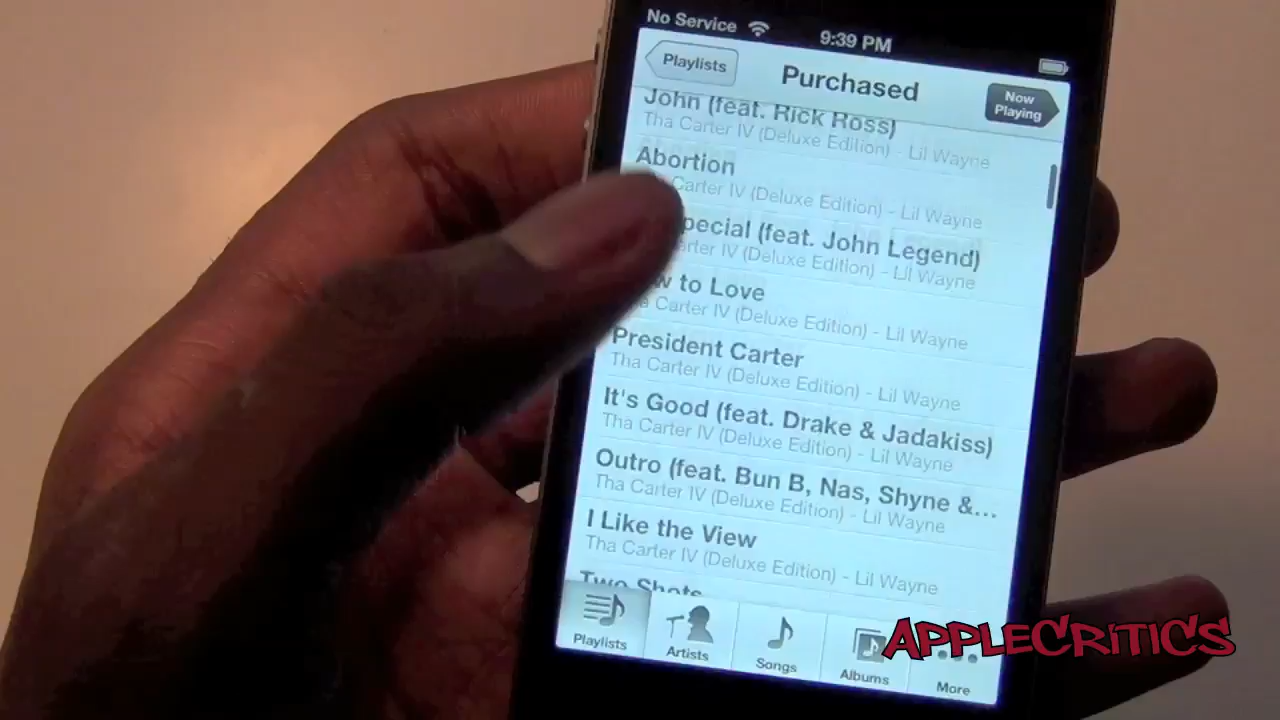 No Service
9:39 PM
Playlists
Purchased
Now
Playing
John (feat. Rick Ross)
Tha Carter IV (Deluxe Edition) - Lil Wayne
Abortion
Carter IV (Deluxe Edition) - Lil Wayne
pecial (feat. John Legend)
arter IV (Deluxe Edition) - Lil Wayne
w to Love
a Carter IV (Deluxe Edition) - Lil Wayne
President Carter
Tha Carter IV (Deluxe Edition) - Lil Wayne
It's Good (feat. Drake & Jadakiss)
Tha Carter IV (Deluxe Edition) - Lil Wayne
Outro (feat. Bun B, Nas, Shyne &...
Tha Carter IV (Deluxe Edition) - Lil Wayne
I Like the View
Tha Carter IV (Deluxe Edition) - Lil Wayne
Two Shots
Playlists
Artists
Songs
Albums
More
APPLECRITICS